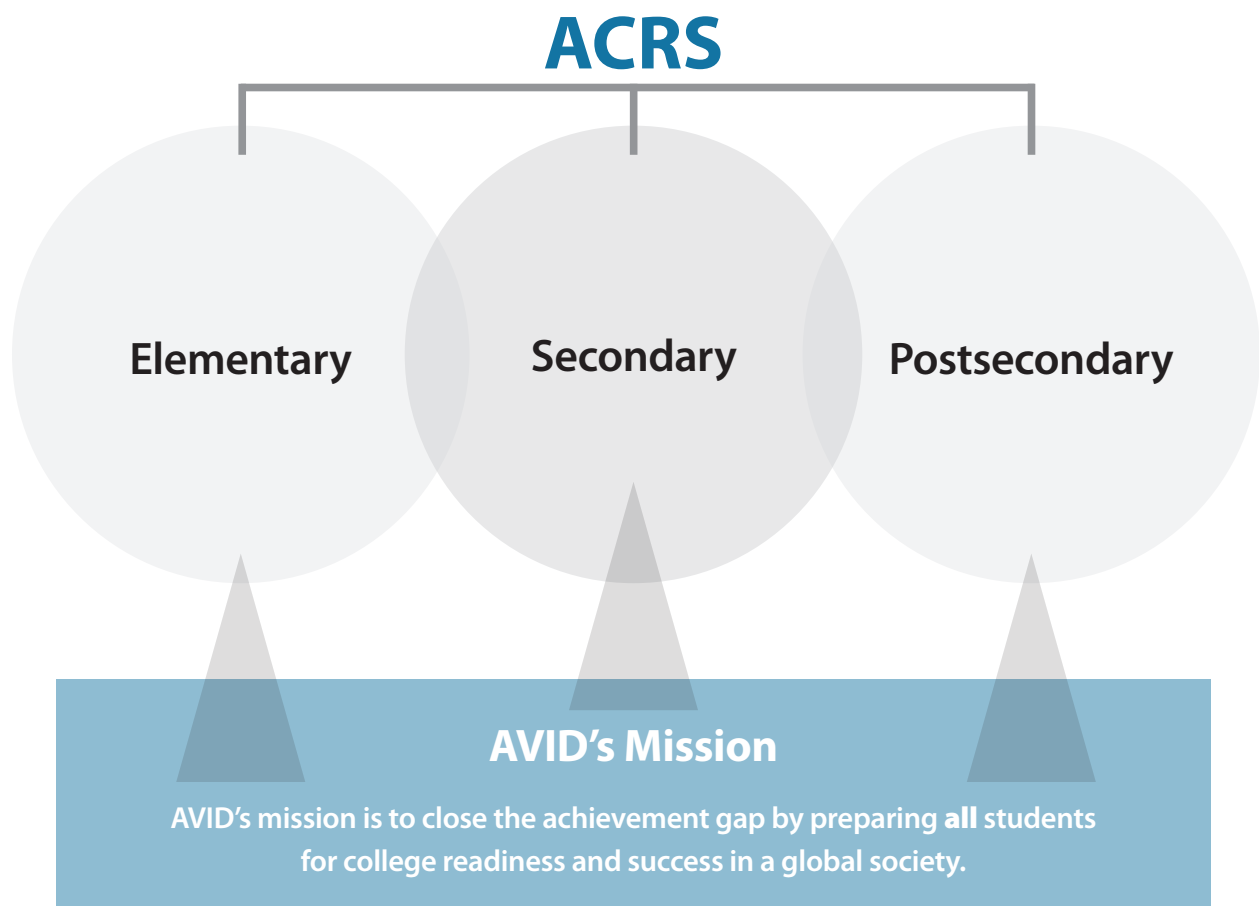 ACRS
Elementary
Secondary
Postsecondary
AVID’s Mission
AVID’s mission is to close the achievement gap by preparing all students
for college readiness and success in a global society.